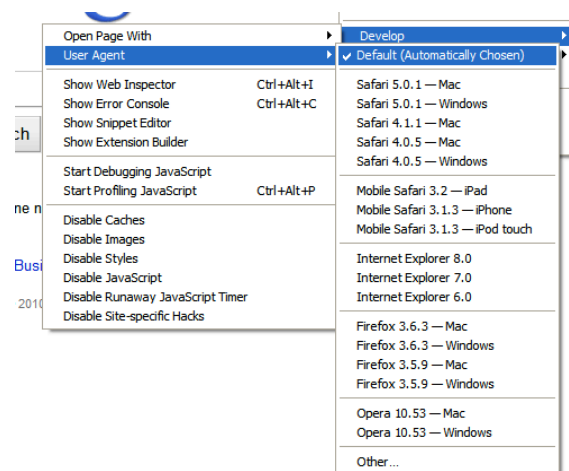 Open Page With
User Agent
Show Web Inspector Ctrl+Alt+I
Show Error Console Ctrl+Alt+C
Show Snippet Editor
Show Extension Builder
Start Debugging JavaScript
Start Profiling JavaScript Ctrl+Alt+P
Disable Caches
Disable Images
Disable Styles
Disable JavaScript
Disable Runaway JavaScript Timer
Disable Site-specific Hacks
Develop
✓ Default (Automatically Chosen)
Safari 5.0.1 — Mac
Safari 5.0.1 — Windows
Safari 4.1.1 — Mac
Safari 4.0.5 — Mac
Safari 4.0.5 — Windows
Mobile Safari 3.2 — iPad
Mobile Safari 3.1.3 — iPhone
Mobile Safari 3.1.3 — iPod touch
Internet Explorer 8.0
Internet Explorer 7.0
Internet Explorer 6.0
Firefox 3.6.3 — Mac
Firefox 3.6.3 — Windows
Firefox 3.5.9 — Mac
Firefox 3.5.9 — Windows
Opera 10.53 — Mac
Opera 10.53 — Windows
Other...
ch
ne n
Busi
2010